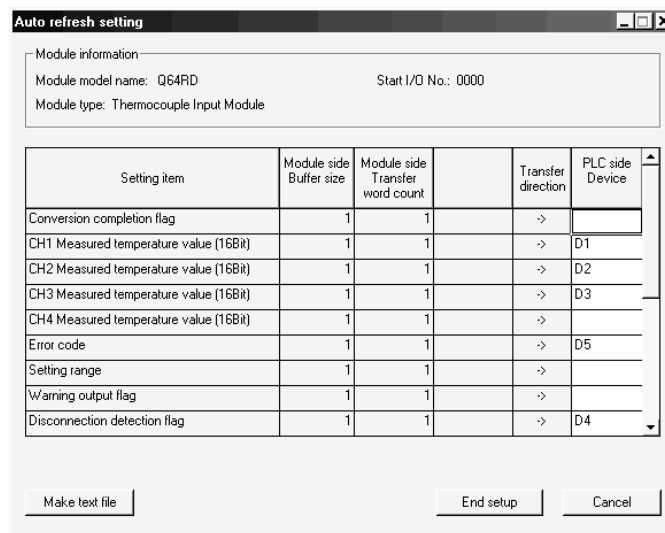 Auto refresh setting
Module information
Module model name: Q64RD
Start I/O No.: 0000
Module type: Thermocouple Input Module
Setting item
Module side Buffer size
Module side Transfer word count
Transfer direction
PLC side Device
Conversion completion flag 1 1 ->
CH1 Measured temperature value (16Bit) 1 1 -> D1
CH2 Measured temperature value (16Bit) 1 1 -> D2
CH3 Measured temperature value (16Bit) 1 1 -> D3
CH4 Measured temperature value (16Bit) 1 1 ->
Error code 1 1 -> D5
Setting range 1 1 ->
Warning output flag 1 1 ->
Disconnection detection flag 1 1 -> D4
Make text file
End setup
Cancel